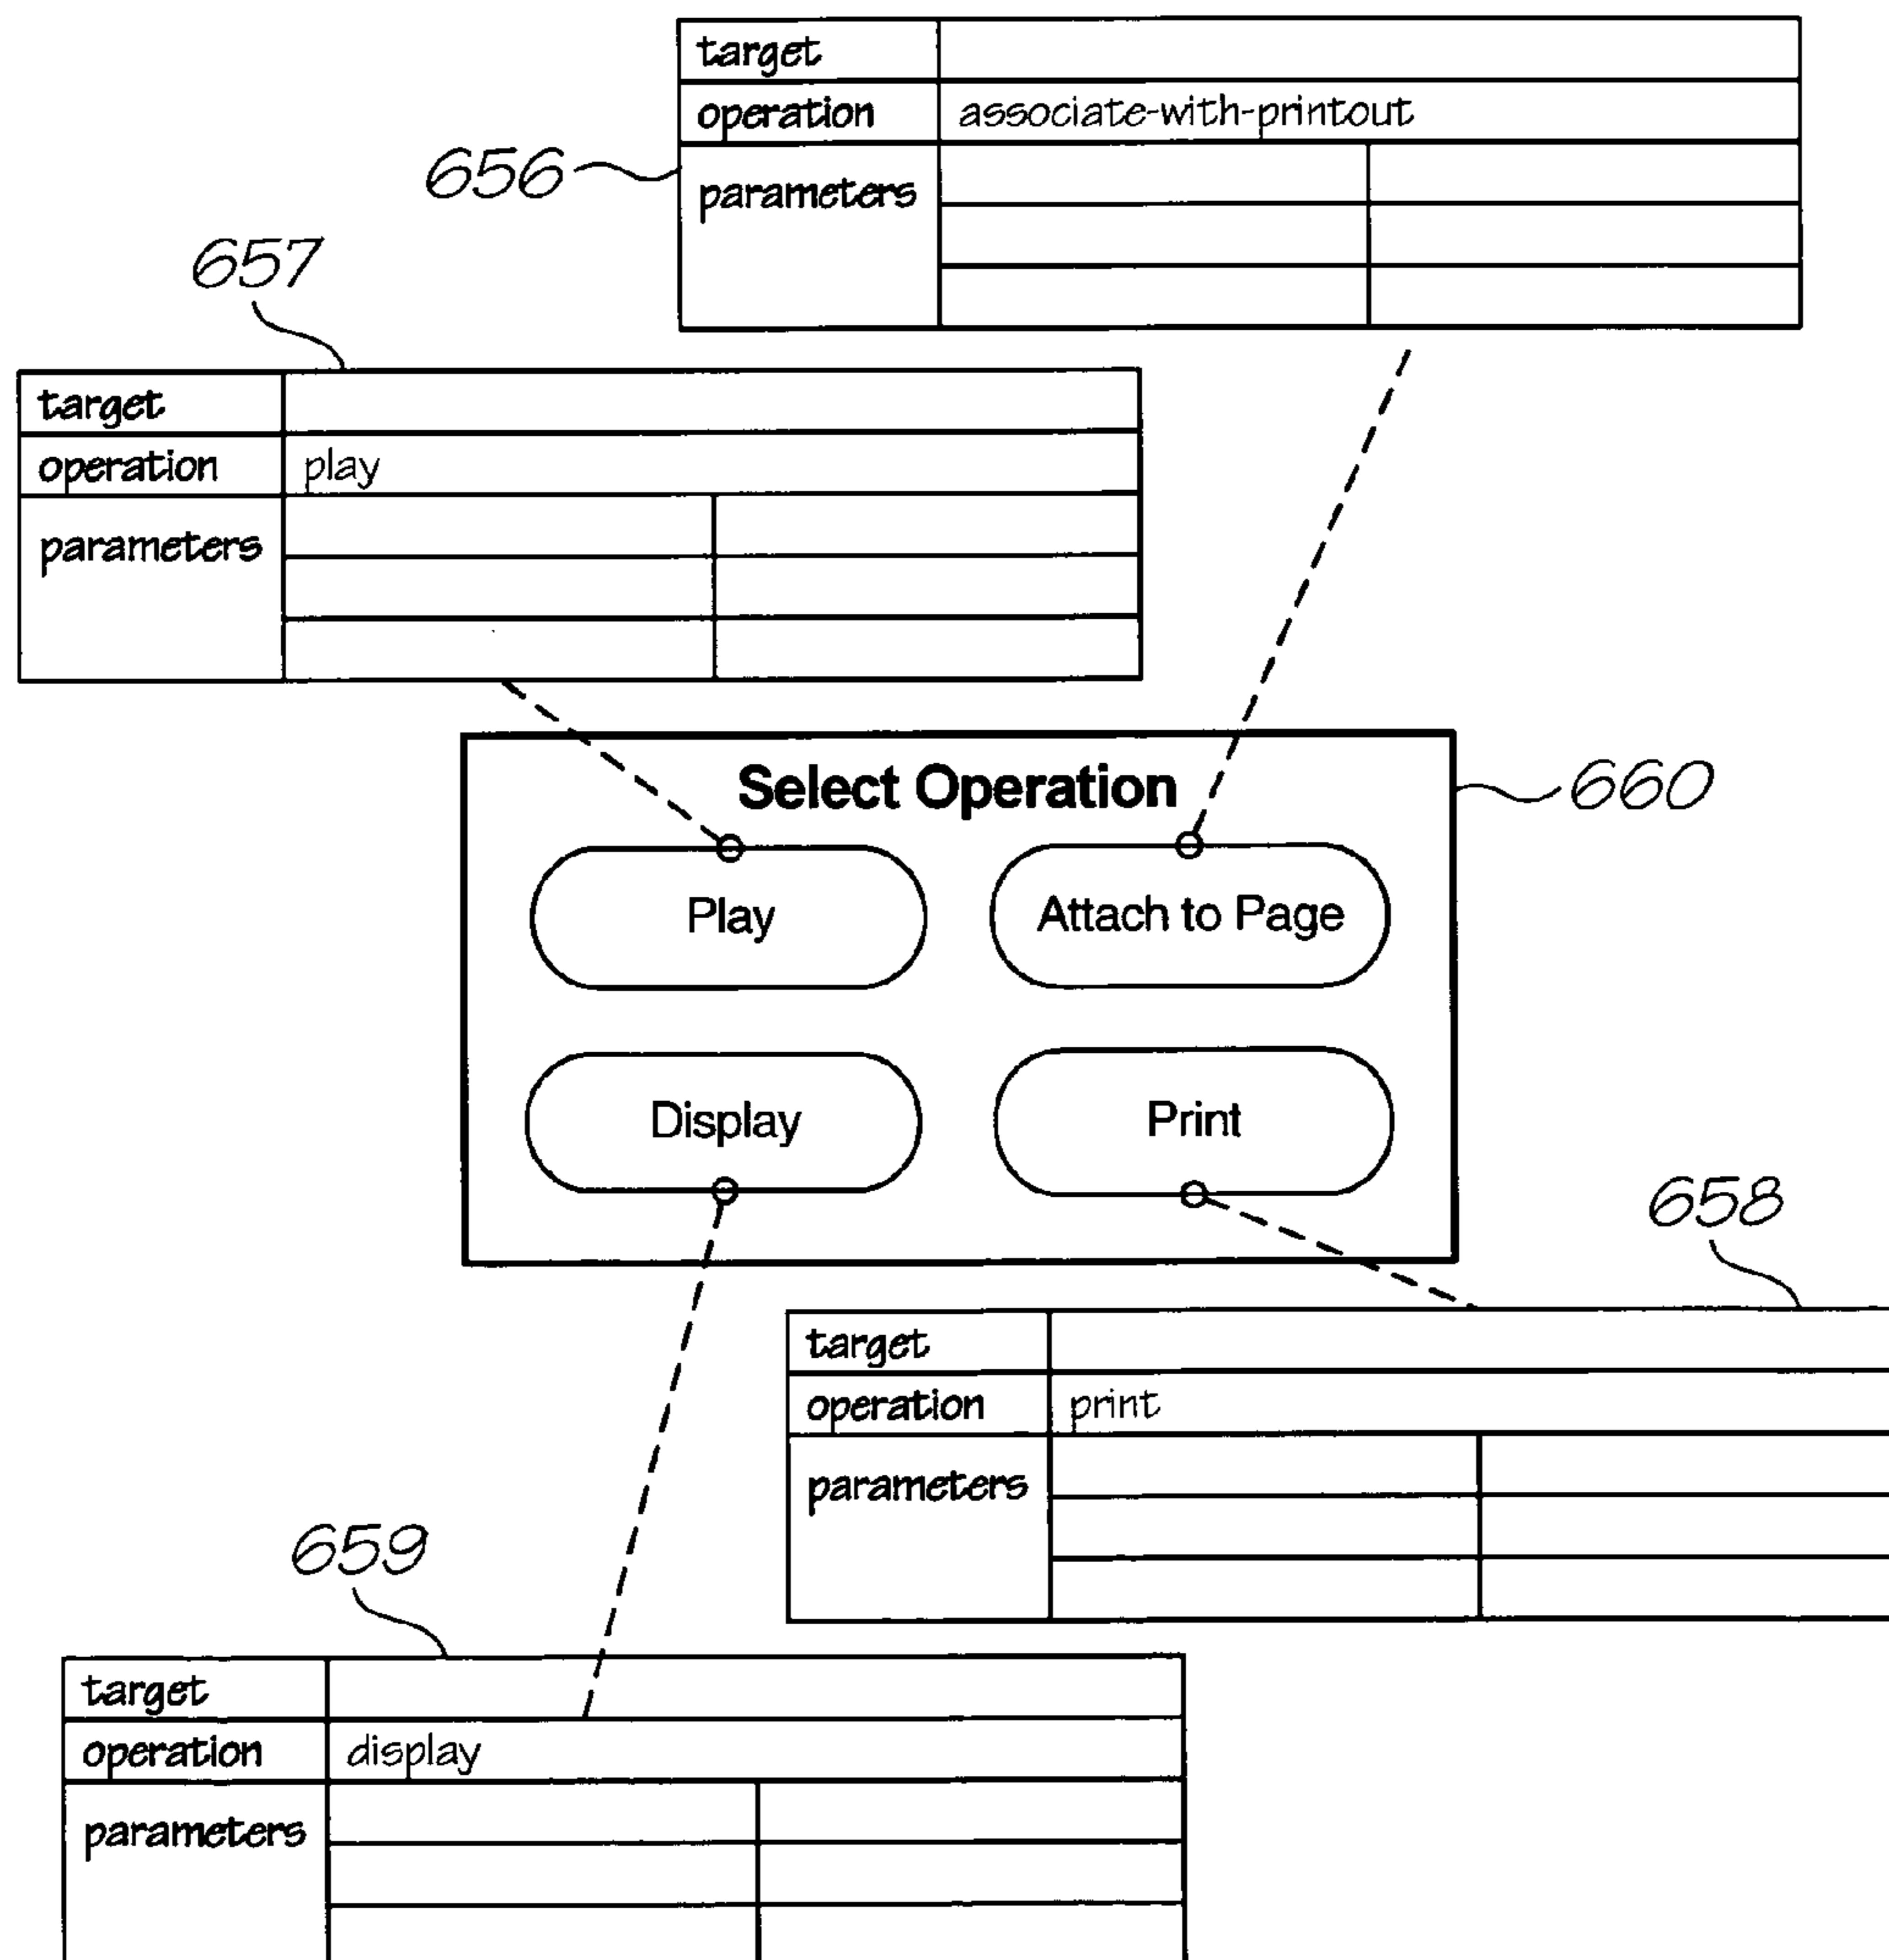 target
operation associate-with-printout
656
parameters
657
target
operation play
parameters
Select Operation
660
Play Attach to Page
Display Print
658
target
operation print
parameters
659
target
operation display
parameters